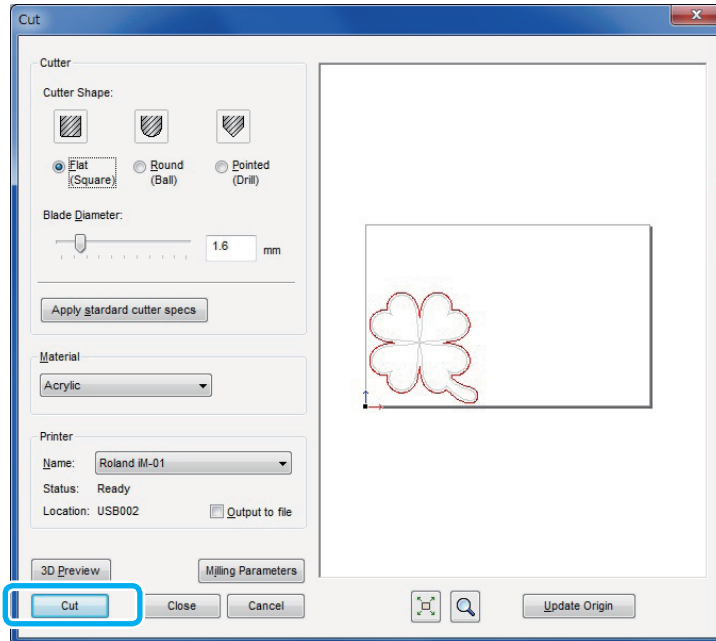 Cut
Cutter
Cutter Shape:
Flat
(Square)
Round
(Ball)
Pointed
(Drill)
Blade Diameter:
1.6 mm
Apply stardard cutter specs
Material
Acrylic
Printer
Name: Roland iM-01
Status: Ready
Location: USB002 Output to file
3D Preview Milling Parameters
Cut Close Cancel Update Origin